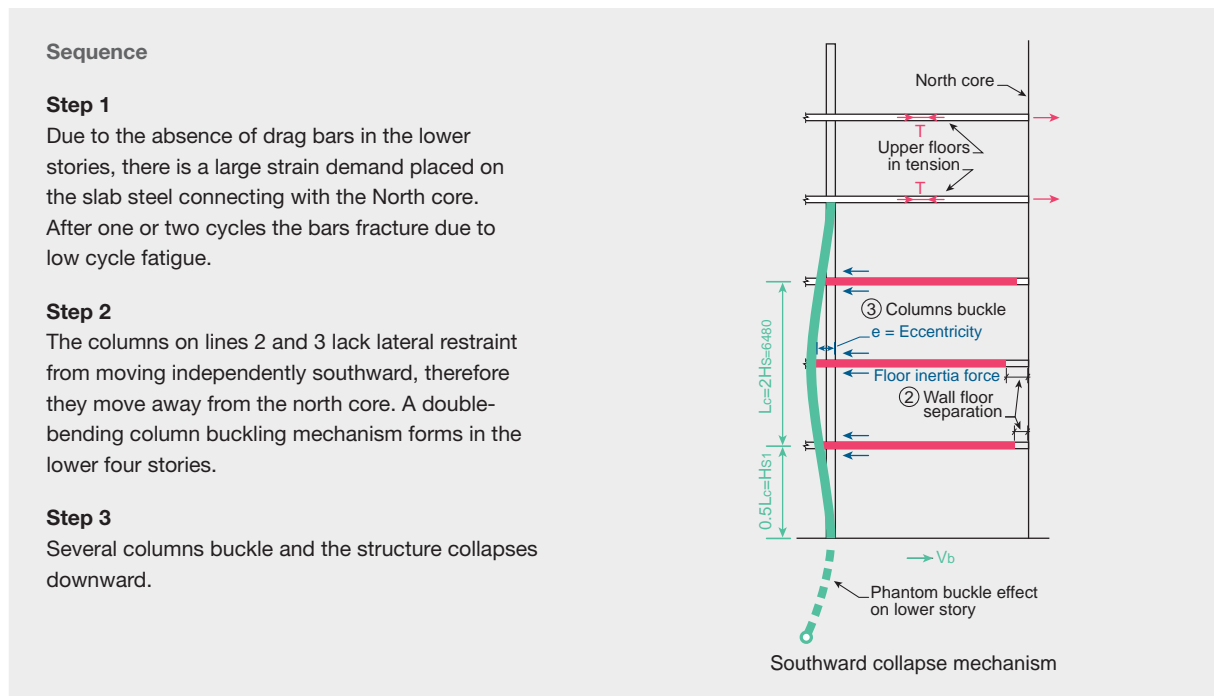 Sequence
Step 1
Due to the absence of drag bars in the lower
stories, there is a large strain demand placed on
the slab steel connecting with the North core.
After one or two cycles the bars fracture due to
low cycle fatigue.
Step 2
The columns on lines 2 and 3 lack lateral restraint
from moving independently southward, therefore
they move away from the north core. A double-
bending column buckling mechanism forms in the
lower four stories.
Step 3
Several columns buckle and the structure collapses
downward.
North core
T
Upper floors
in tension
T
3 Columns buckle
e = Eccentricity
Floor inertia force
2 Wall floor
separation
Lc=2Hs=6480
0.5Lc=Hs1
Vb
Phantom buckle effect
on lower story
Southward collapse mechanism